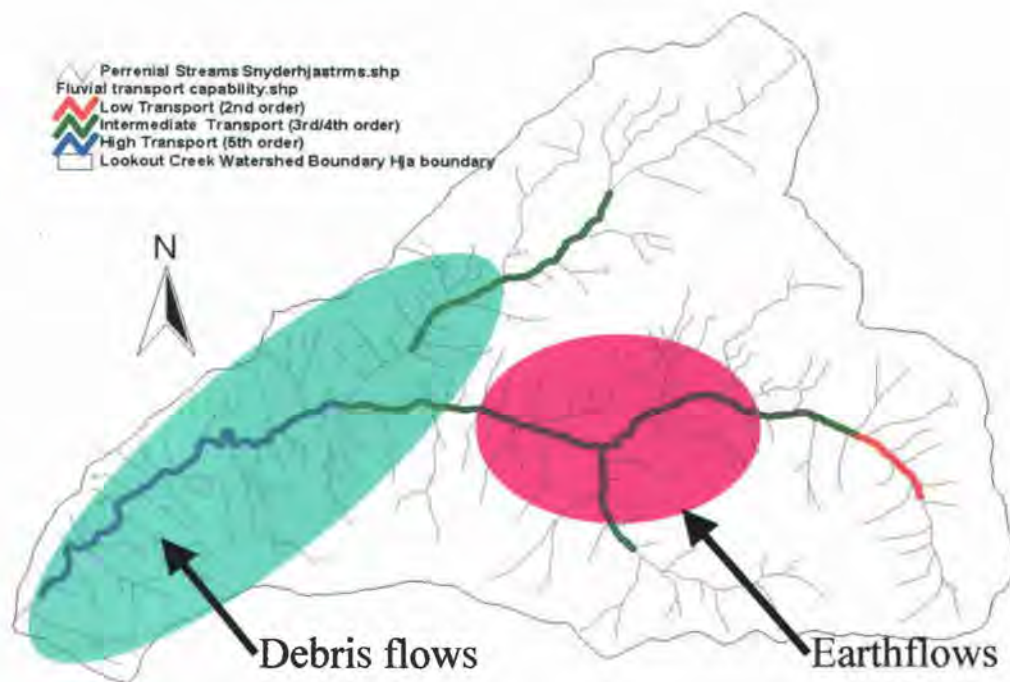 Perrenial Streams Snyderhjastrms.shp
Fluvial transport capability.shp
Low Transport (2nd order)
Intermediate Transport (3rd/4th order)
High Transport (5th order)
Lookout Creek Watershed Boundary Hja boundary
N
Debris flows
Earthflows